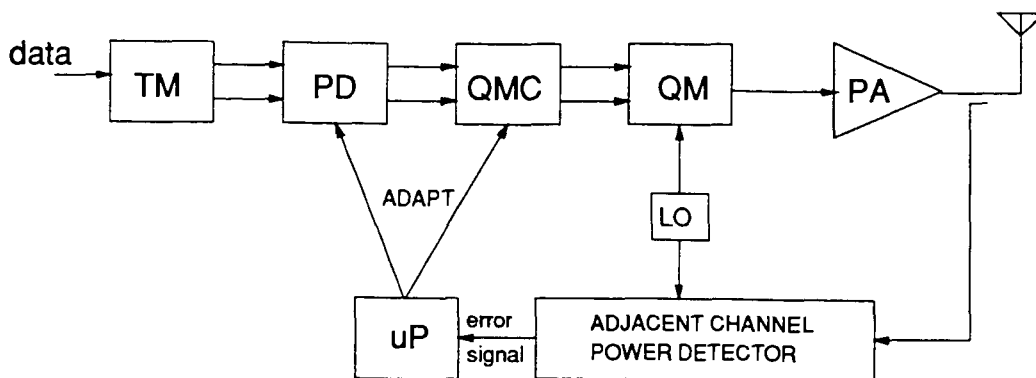 data
TM
PD
QMC
QM
PA
ADAPT
LO
uP
error
signal
ADJACENT CHANNEL
POWER DETECTOR